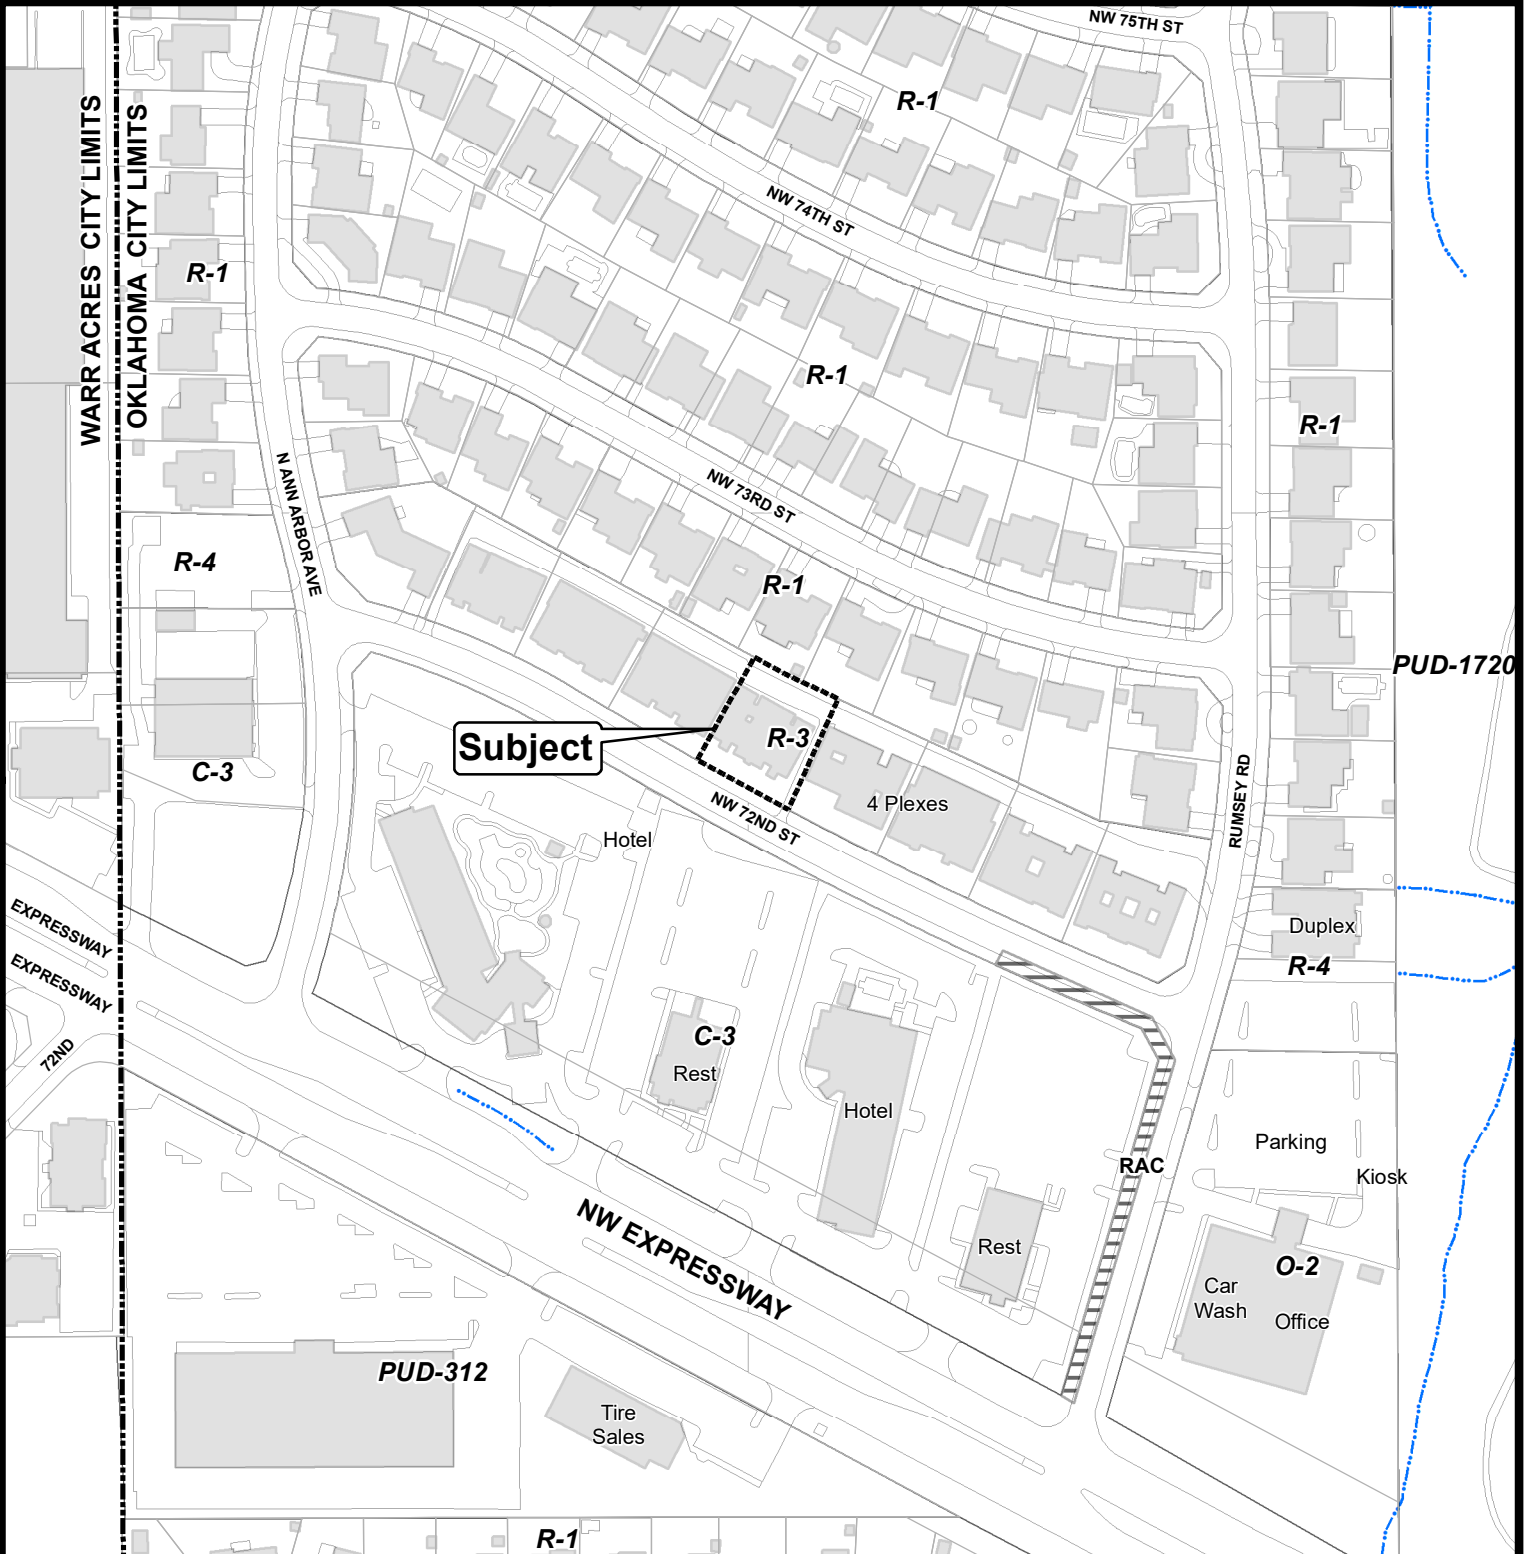 NW 75TH ST
R-1
WARR ACRES CITY LIMITS
OKLAHOMA CITY LIMITS
NW 74TH ST
R-1
R-1
R-1
N ANN ARBOR AVE
NW 73RD ST
R-4
R-1
PUD-1720
Subject
R-3
C-3
4 Plexes
NW 72ND ST
RUMSEY RD
Hotel
EXPRESSWAY
EXPRESSWAY
Duplex
R-4
72ND
C-3
Rest
Hotel
Parking
RAC
Kiosk
NW EXPRESSWAY
Rest
O-2
Car
Wash
Office
PUD-312
Tire
Sales
R-1